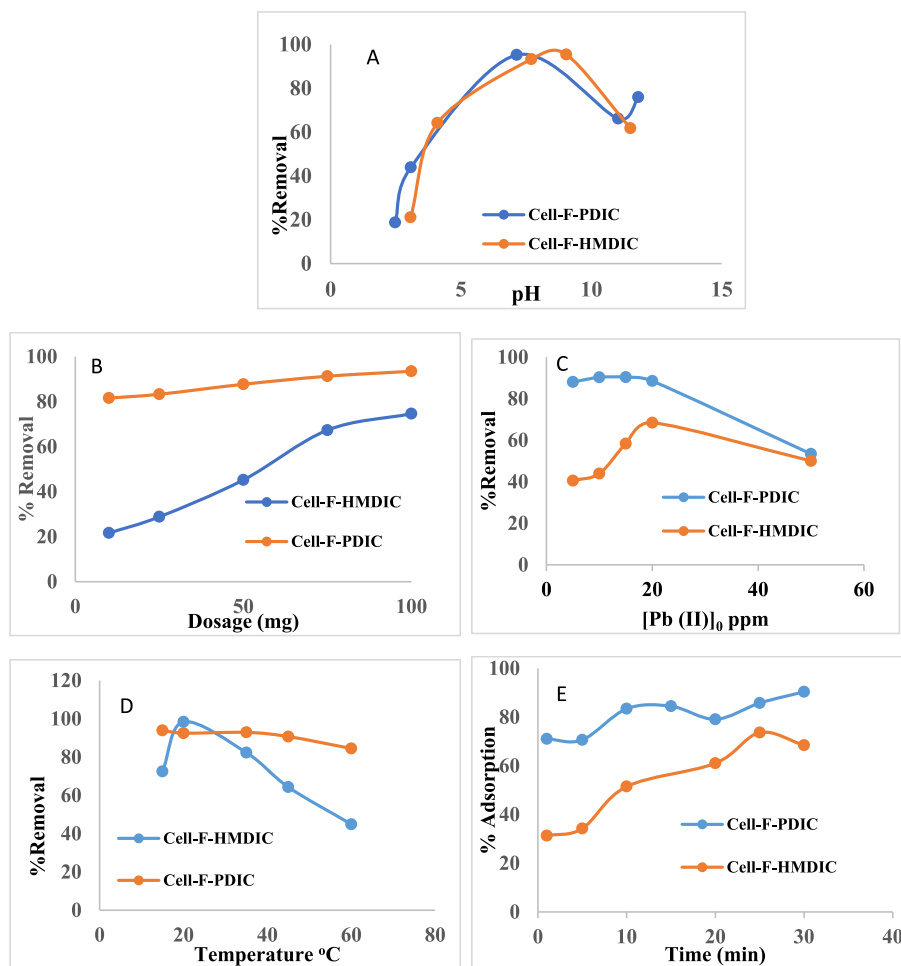 A
%Removal
100
80
60
40
20
0
0 5 10 15
pH
Cell-F-PDIC
Cell-F-HMDIC
B
% Removal
100
80
60
40
20
0
0 50 100
Dosage (mg)
Cell-F-HMDIC
Cell-F-PDIC
C
%Removal
100
80
60
40
20
0
0 20 40 60
[Pb (II)]₀ ppm
Cell-F-PDIC
Cell-F-HMDIC
D
%Removal
120
100
80
60
40
20
0
0 20 40 60 80
Temperature ºC
Cell-F-HMDIC
Cell-F-PDIC
E
% Adsorption
100
80
60
40
20
0
0 10 20 30 40
Time (min)
Cell-F-PDIC
Cell-F-HMDIC